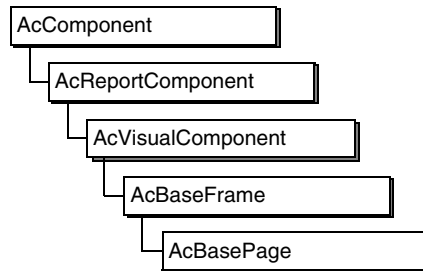 AcComponent
AcReportComponent
AcVisualComponent
AcBaseFrame
AcBasePage